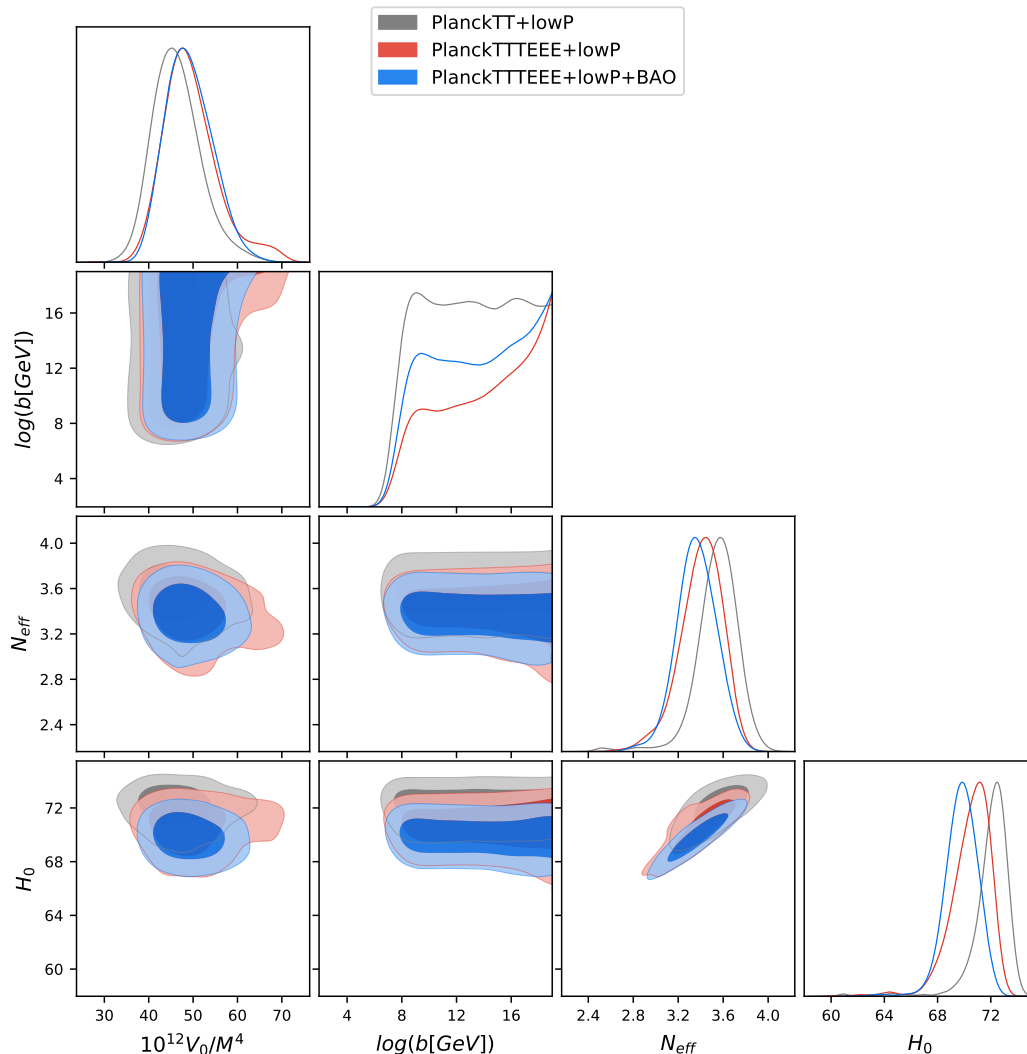 PlanckTT+lowP
PlanckTTTEEE+lowP
PlanckTTTEEE+lowP+BAO
16
12
8
4
log(b[GeV])
4.0
3.6
3.2
2.8
2.4
N_eff
72
68
64
60
H_0
30 40 50 60 70
4 8 12 16
2.4 2.8 3.2 3.6 4.0
60 64 68 72
10^12 V_0/M^4
log(b[GeV])
N_eff
H_0